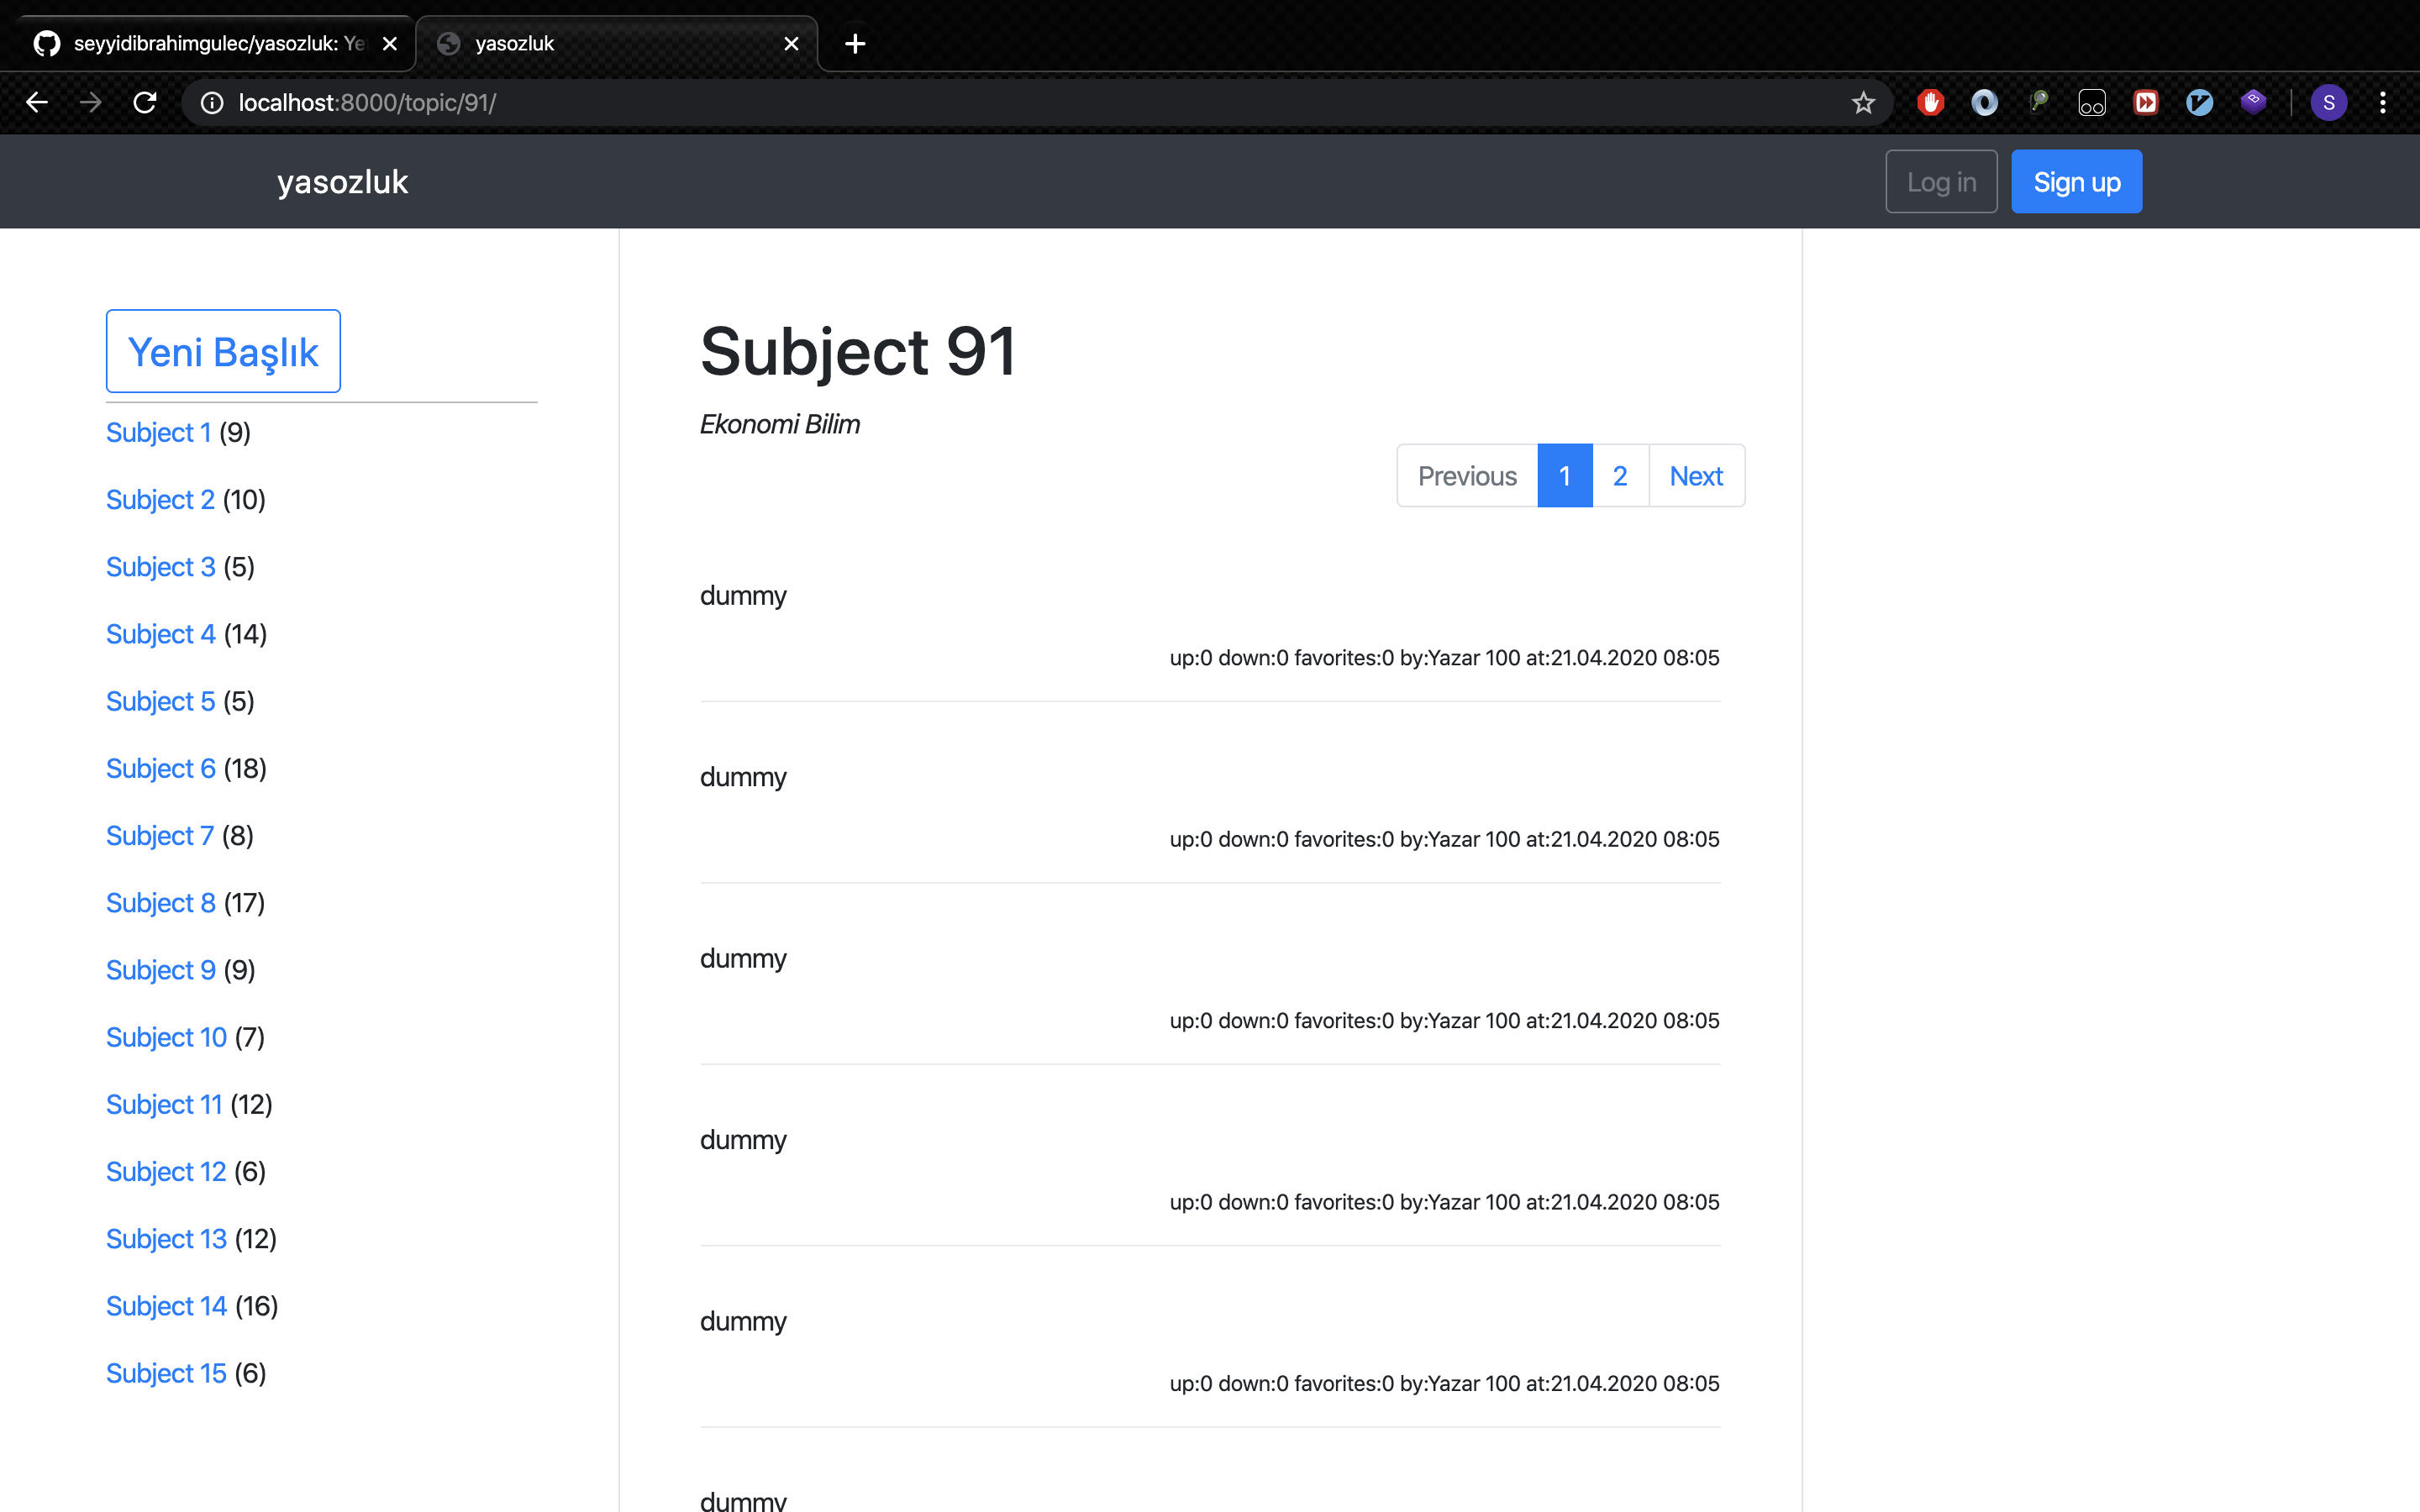 seyyidibrahimgulec/yasozluk: Ye
yasozluk
localhost:8000/topic/91/
S
yasozluk
Log in
Sign up
Yeni Başlık
Subject 1 (9)
Subject 2 (10)
Subject 3 (5)
Subject 4 (14)
Subject 5 (5)
Subject 6 (18)
Subject 7 (8)
Subject 8 (17)
Subject 9 (9)
Subject 10 (7)
Subject 11 (12)
Subject 12 (6)
Subject 13 (12)
Subject 14 (16)
Subject 15 (6)
Subject 91
Ekonomi Bilim
Previous 1 2 Next
dummy
up:0 down:0 favorites:0 by:Yazar 100 at:21.04.2020 08:05
dummy
up:0 down:0 favorites:0 by:Yazar 100 at:21.04.2020 08:05
dummy
up:0 down:0 favorites:0 by:Yazar 100 at:21.04.2020 08:05
dummy
up:0 down:0 favorites:0 by:Yazar 100 at:21.04.2020 08:05
dummy
up:0 down:0 favorites:0 by:Yazar 100 at:21.04.2020 08:05
dummy